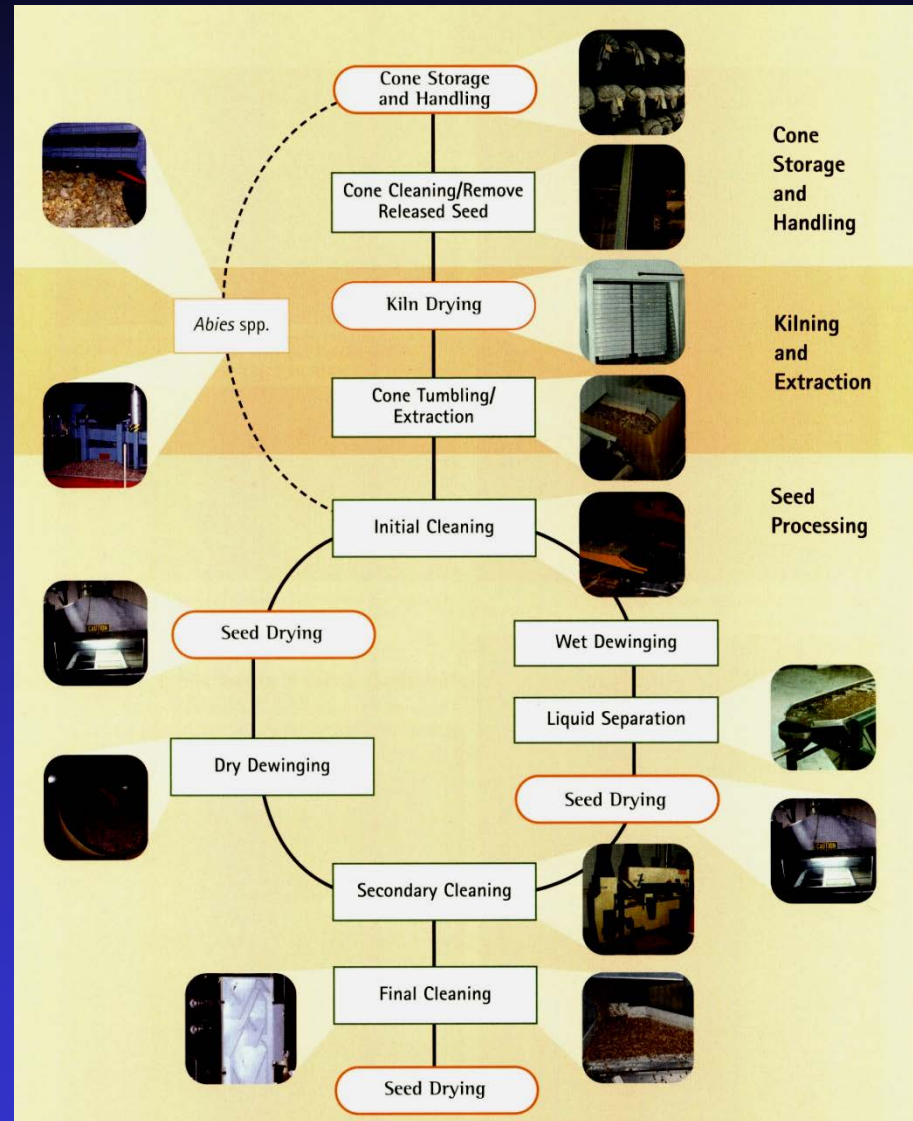 Cone Storage
and Handling
Cone
Storage
and
Handling
Cone Cleaning/Remove
Released Seed
Kiln Drying
Abies spp.
Kilning
and
Extraction
Cone Tumbling/
Extraction
Seed
Processing
Initial Cleaning
Seed Drying
Wet Dewinging
CAUTION
Liquid Separation
Dry Dewinging
Seed Drying
CAUTION
Secondary Cleaning
Final Cleaning
Seed Drying